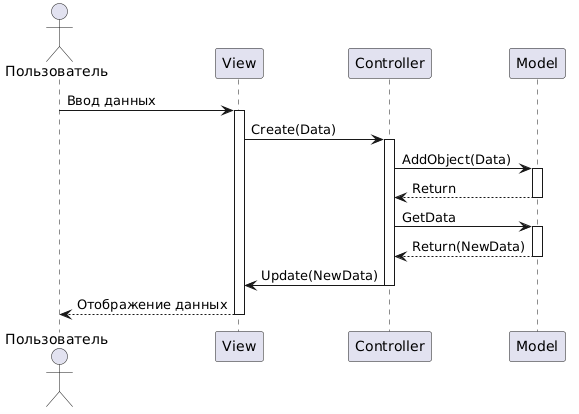 Пользователь
View
Controller
Model
Ввод данных
Create(Data)
AddObject(Data)
Return
GetData
Return(NewData)
Update(NewData)
Отображение данных
Пользователь
View
Controller
Model